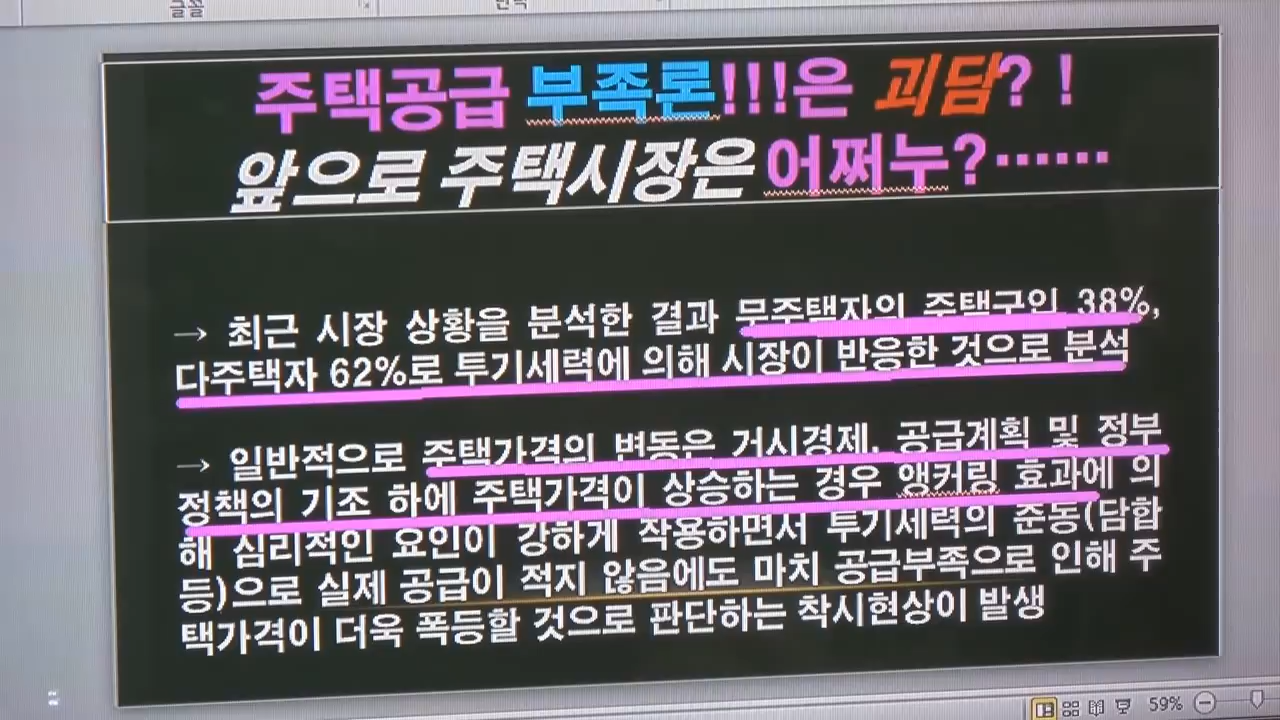 글꼴
주택공급 부족론!!!은 괴담?!
앞으로 주택시장은 어쩌누?……
→ 최근 시장 상황을 분석한 결과 무주택자의 주택구입 38%,
다주택자 62%로 투기세력에 의해 시장이 반응한 것으로 분석
→ 일반적으로 주택가격의 변동은 거시경제, 공급계획 및 정부
정책의 기조 하에 주택가격이 상승하는 경우 앵커링 효과에 의
해 심리적인 요인이 강하게 작용하면서 투기세력의 준동(담합
등)으로 실제 공급이 적지 않음에도 마치 공급부족으로 인해 주
택가격이 더욱 폭등할 것으로 판단하는 착시현상이 발생
59%